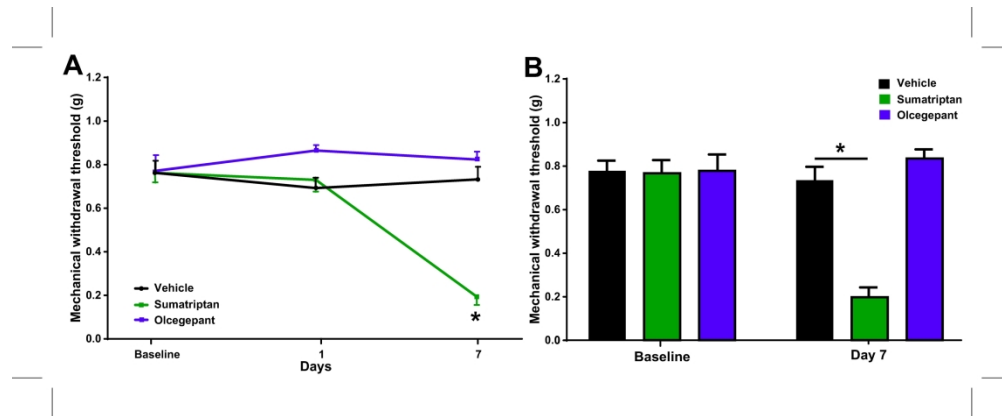 A
Mechanical withdrawal threshold (g)
1.2
1.0
0.8
0.6
0.4
0.2
0.0
Vehicle
Sumatriptan
Olcegepant
*
Baseline
1
7
Days
B
Mechanical withdrawal threshold (g)
1.2
1.0
0.8
0.6
0.4
0.2
0.0
Vehicle
Sumatriptan
Olcegepant
*
Baseline
Day 7